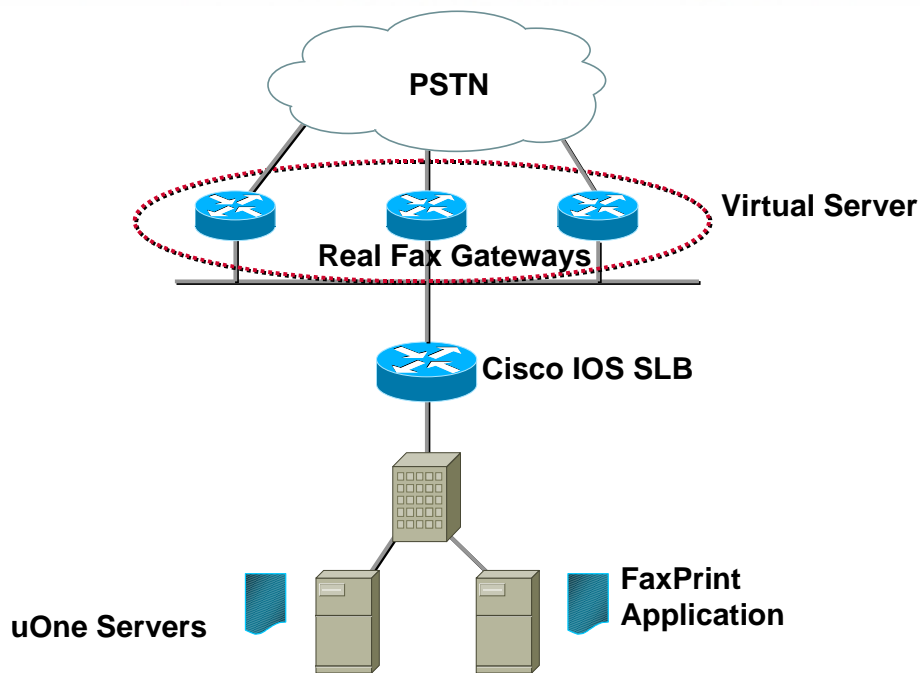 PSTN
Virtual Server
Real Fax Gateways
Cisco IOS SLB
FaxPrint
Application
uOne Servers